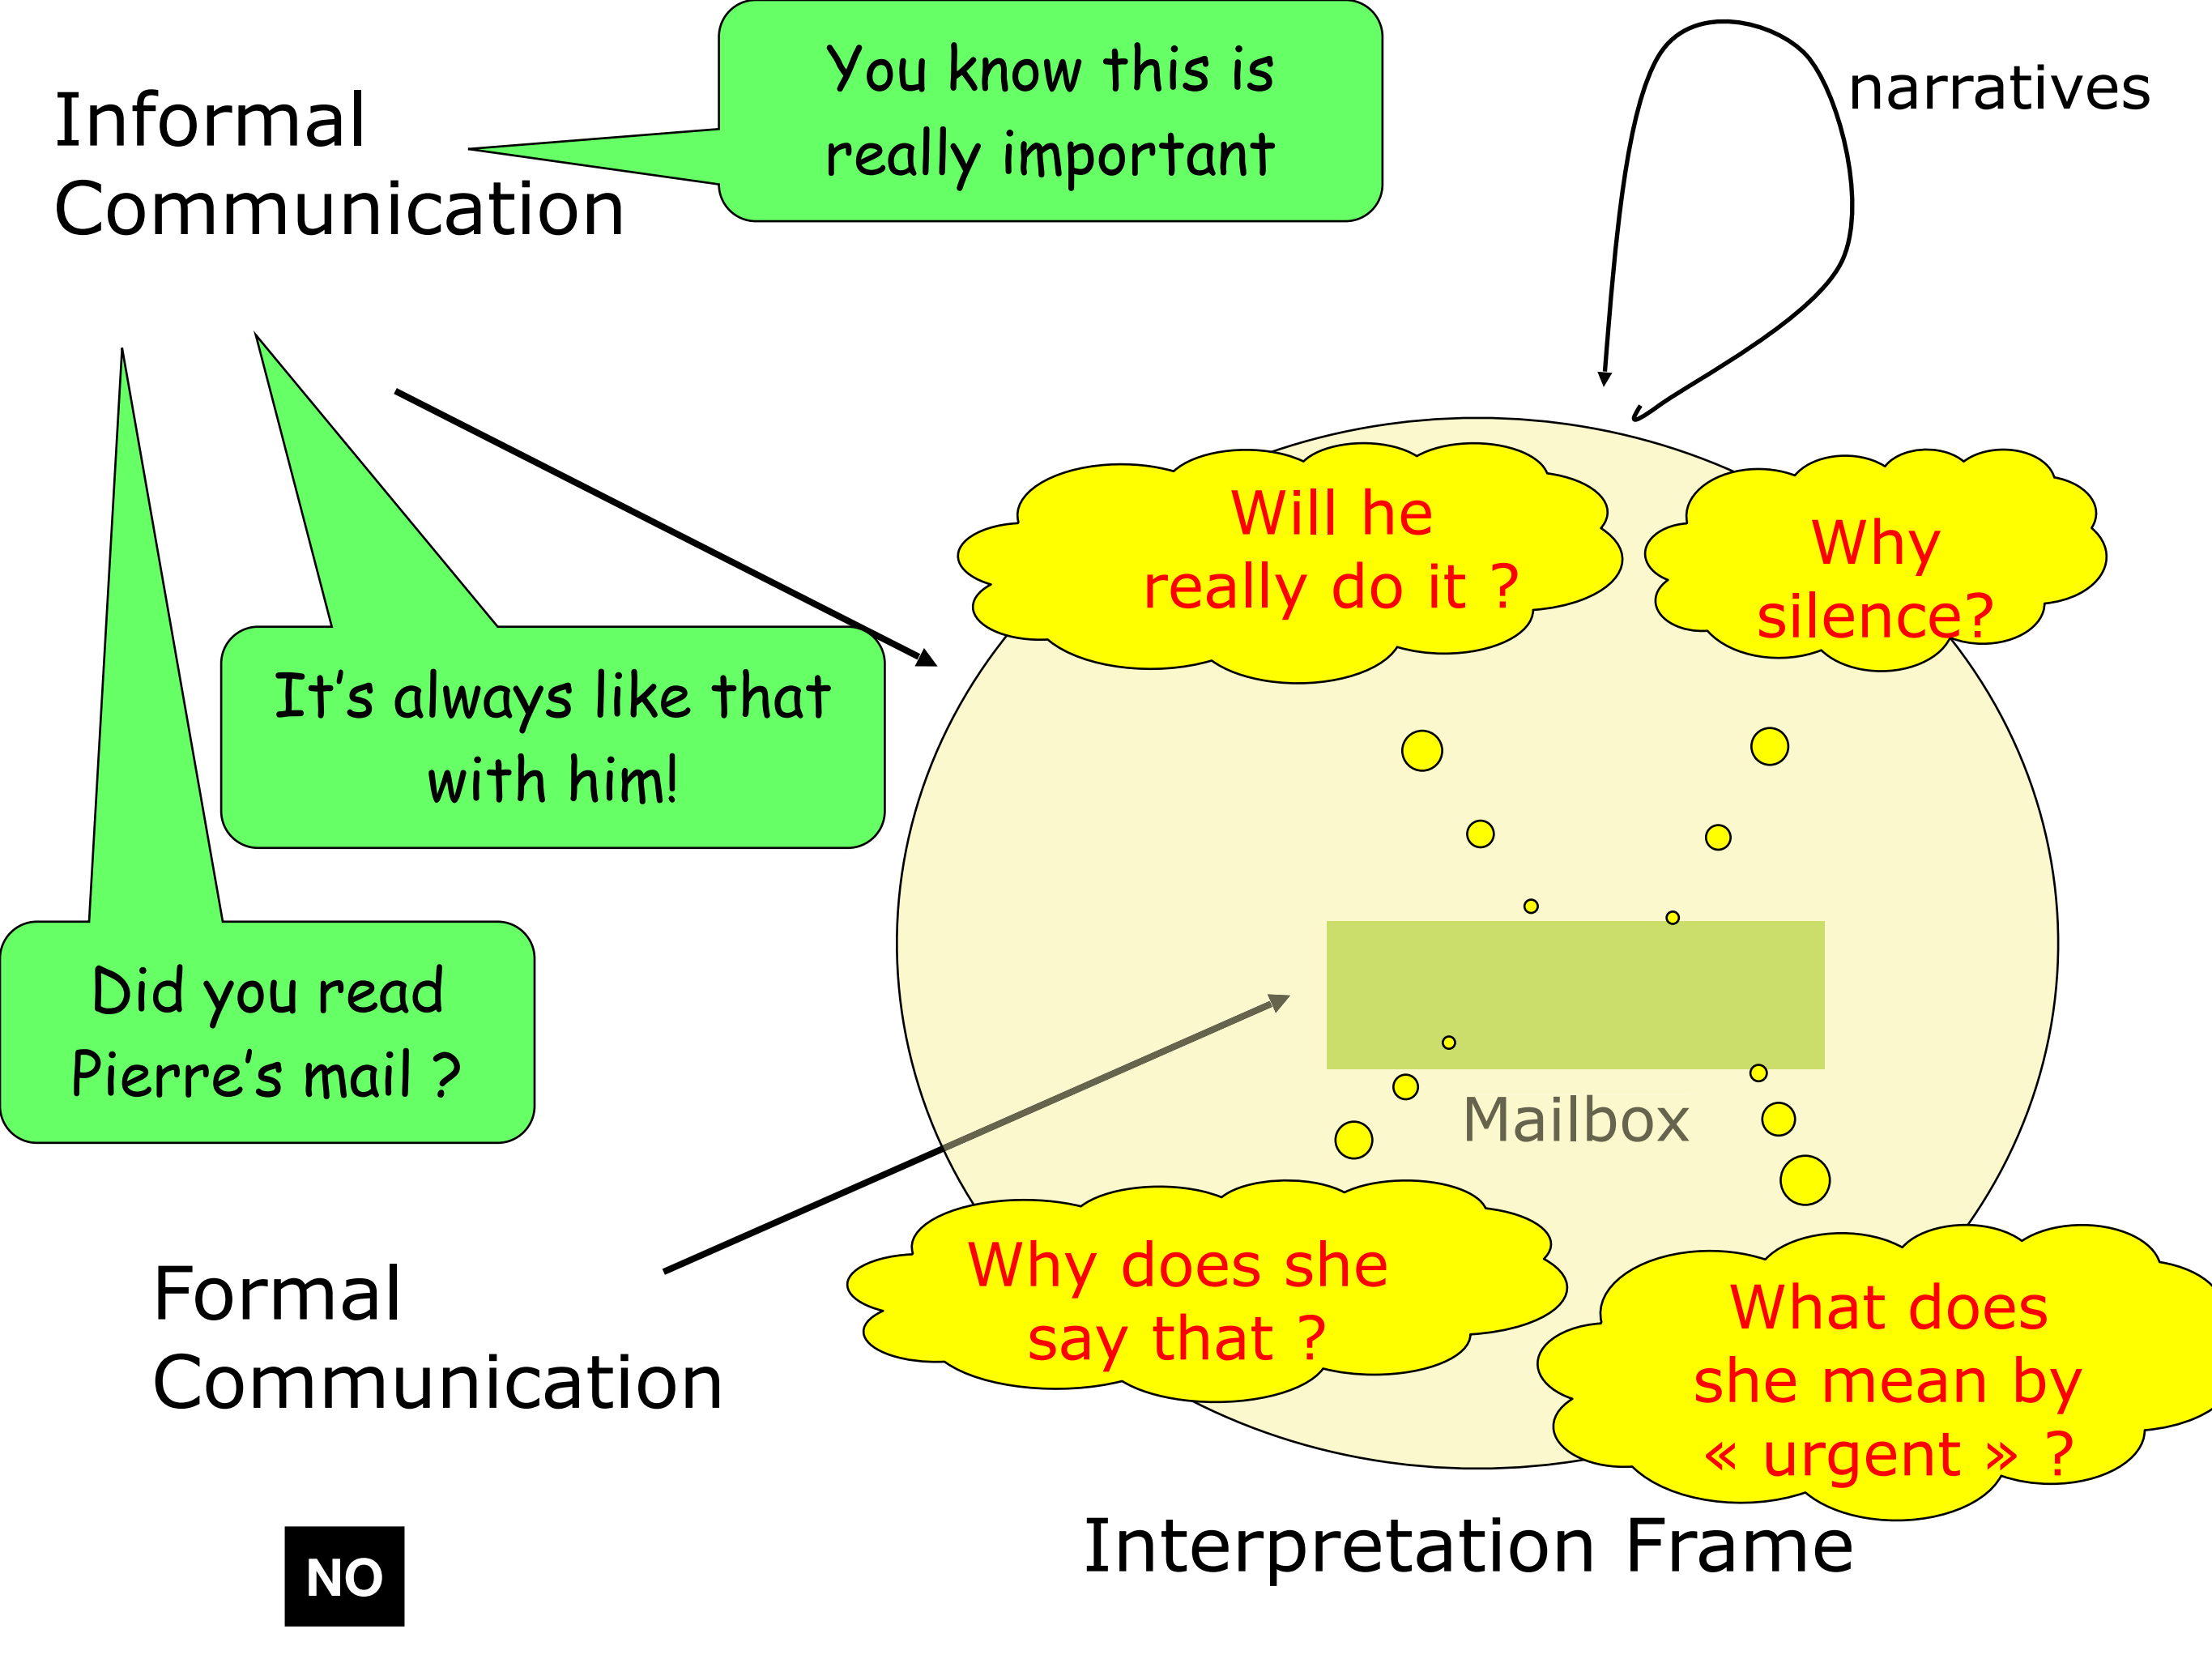 You know this is
really important
narratives
Informal
Communication
Will he
really do it ?
Why
silence?
It's always like that
with him!
Did you read
Pierre's mail ?
Mailbox
Why does she
say that ?
Formal
Communication
What does
she mean by
« urgent » ?
Interpretation Frame
NO